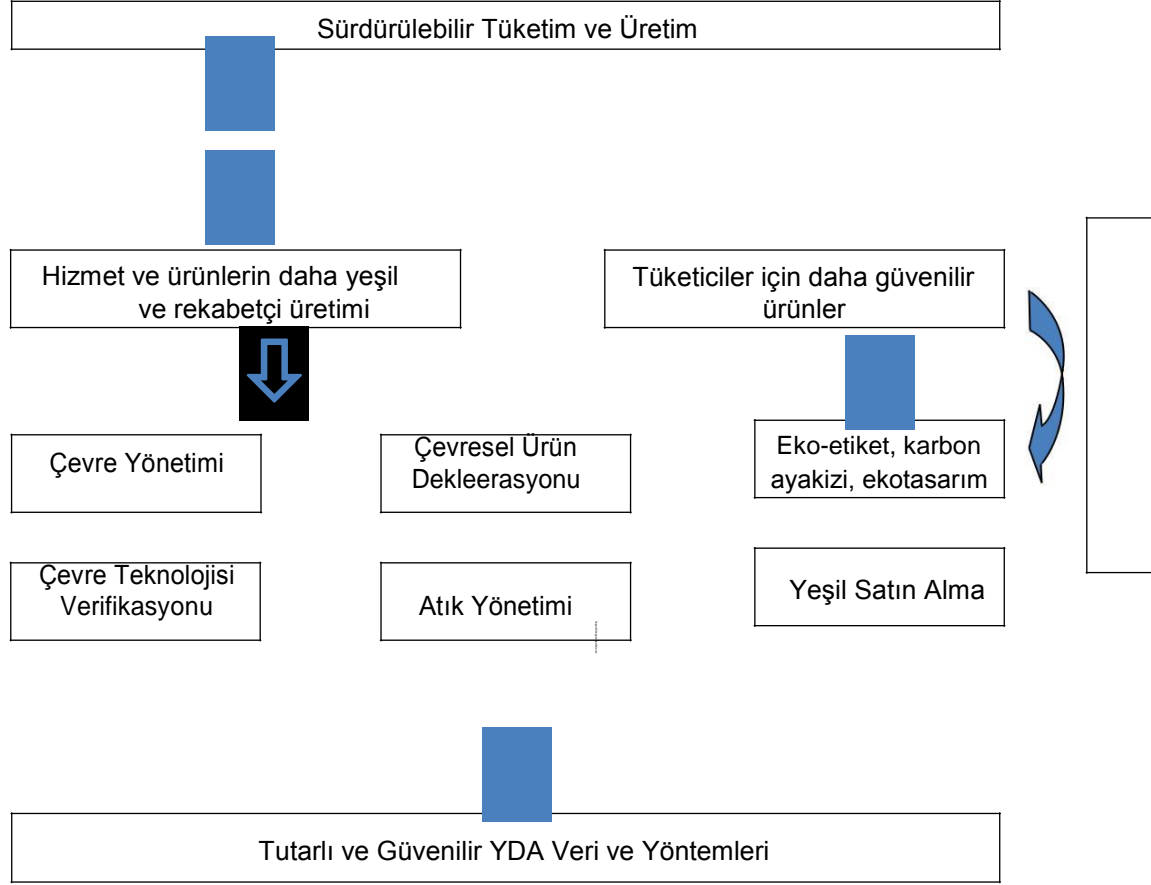 Sürdürülebilir Tüketim ve Üretim
Hizmet ve ürünlerin daha yeşil
ve rekabetçi üretimi
Tüketiciler için daha güvenilir
ürünler
Çevre Yönetimi
Çevresel Ürün
Dekleerasyonu
Eko-etiket, karbon
ayakizi, ekotasarım
Çevre Teknolojisi
Verifikasyonu
Atık Yönetimi
Yeşil Satın Alma
Tutarlı ve Güvenilir YDA Veri ve Yöntemleri